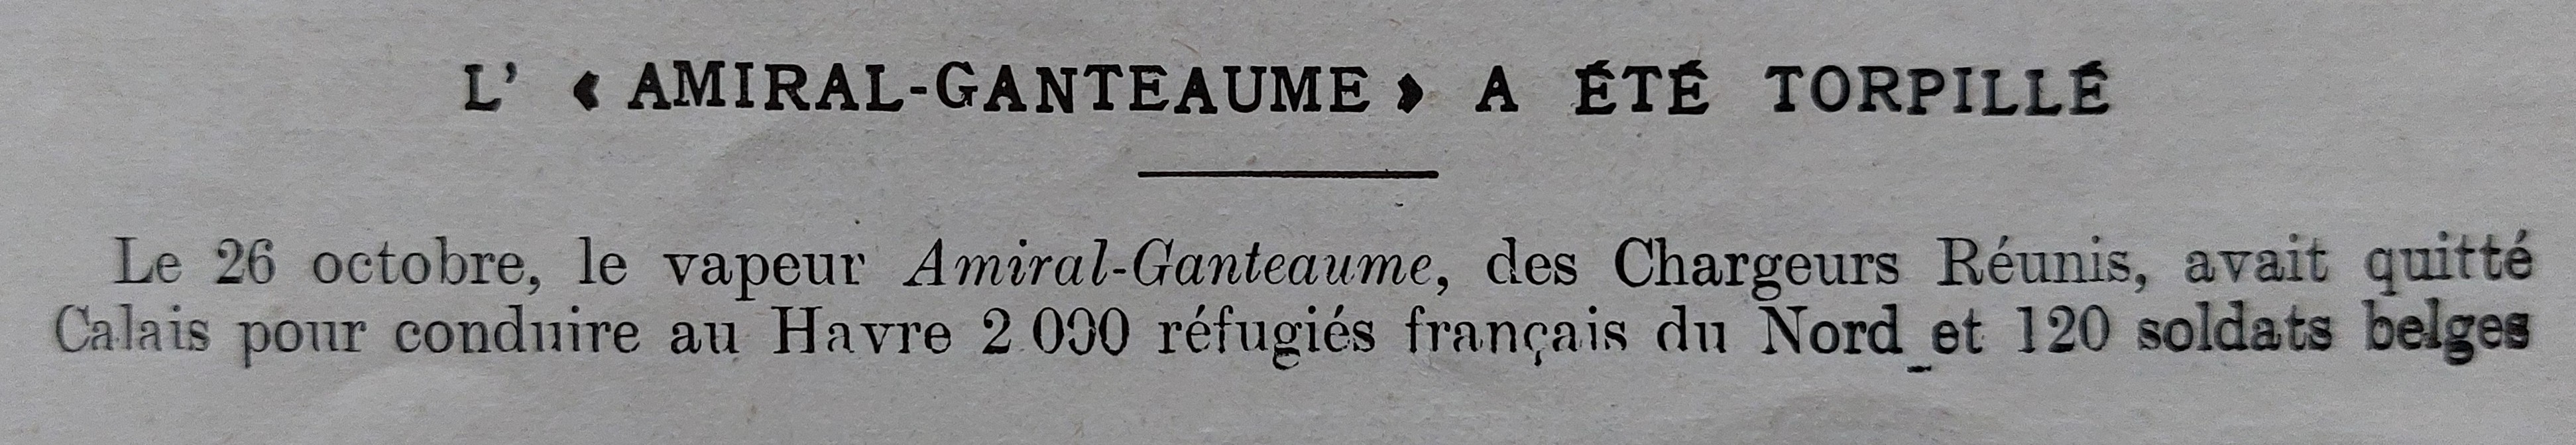 L' « AMIRAL-GANTEAUME » A ÉTÉ TORPILLÉ
Le 26 octobre, le vapeur Amiral-Ganteaume, des Chargeurs Réunis, avait quitté
Calais pour conduire au Havre 2 000 réfugiés français du Nord et 120 soldats belges